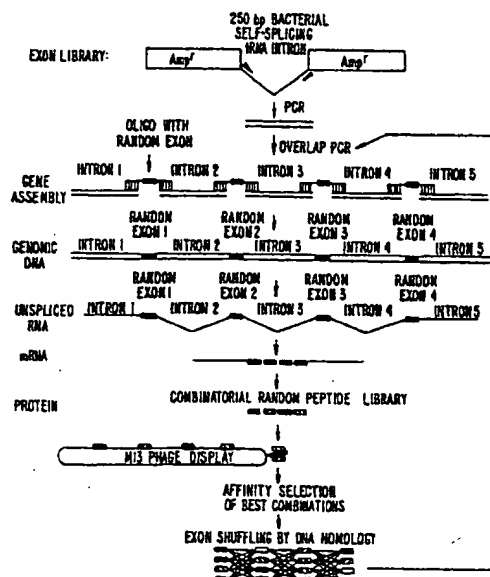 250 bp BACTERIAL
SELF-SPLICING
tRNA INTRON
EXON LIBRARY:
Ampr
Ampr
PCR
OLIGO WITH
RANDOM EXON
OVERLAP PCR
INTRON 1 INTRON 2 INTRON 3 INTRON 4 INTRON 5
GENE
ASSEMBLY
RANDOM RANDOM RANDOM RANDOM
EXON 1 EXON 2 EXON 3 EXON 4
GENOMIC
DNA
INTRON 1 INTRON 2 INTRON 3 INTRON 4 INTRON 5
RANDOM RANDOM RANDOM RANDOM
EXON 1 EXON 2 EXON 3 EXON 4
UNSPLICED
RNA
INTRON 1 INTRON 2 INTRON 3 INTRON 4 INTRON 5
mRNA
PROTEIN
COMBINATORIAL RANDOM PEPTIDE LIBRARY
M13 PHAGE DISPLAY
AFFINITY SELECTION
OF BEST COMBINATIONS
EXON SHUFFLING BY DNA HOMOLOGY